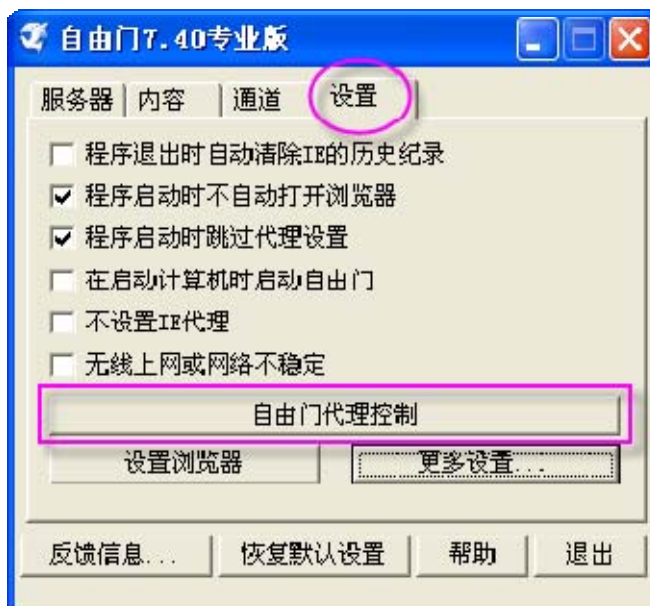 自由门7.40专业版
服务器 内容 通道 设置
程序退出时自动清除IE的历史纪录
程序启动时不自动打开浏览器
程序启动时跳过代理设置
在启动计算机时启动自由门
不设置IE代理
无线上网或网络不稳定
自由门代理控制
设置浏览器 更多设置...
反馈信息... 恢复默认设置 帮助 退出